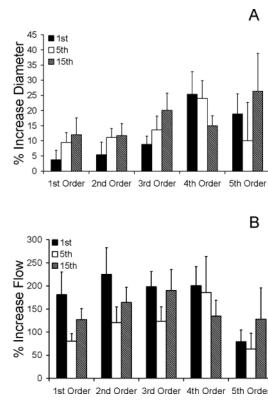 A
% Increase Diameter
45
40
35
30
25
20
15
10
5
0
1st
5th
15th
1st Order 2nd Order 3rd Order 4th Order 5th Order
B
% Increase Flow
300
250
200
150
100
50
0
1st
5th
15th
1st Order 2nd Order 3rd Order 4th Order 5th Order